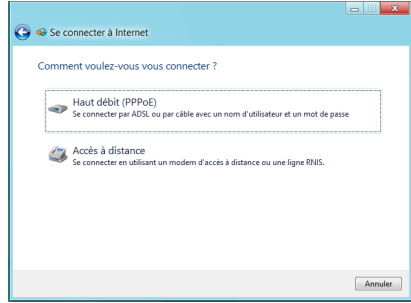 Se connecter à Internet
Comment voulez-vous vous connecter ?
Haut débit (PPPoE)
Se connecter par ADSL ou par câble avec un nom d'utilisateur et un mot de passe
Accès à distance
Se connecter en utilisant un modem d'accès à distance ou une ligne RNIS.
Annuler